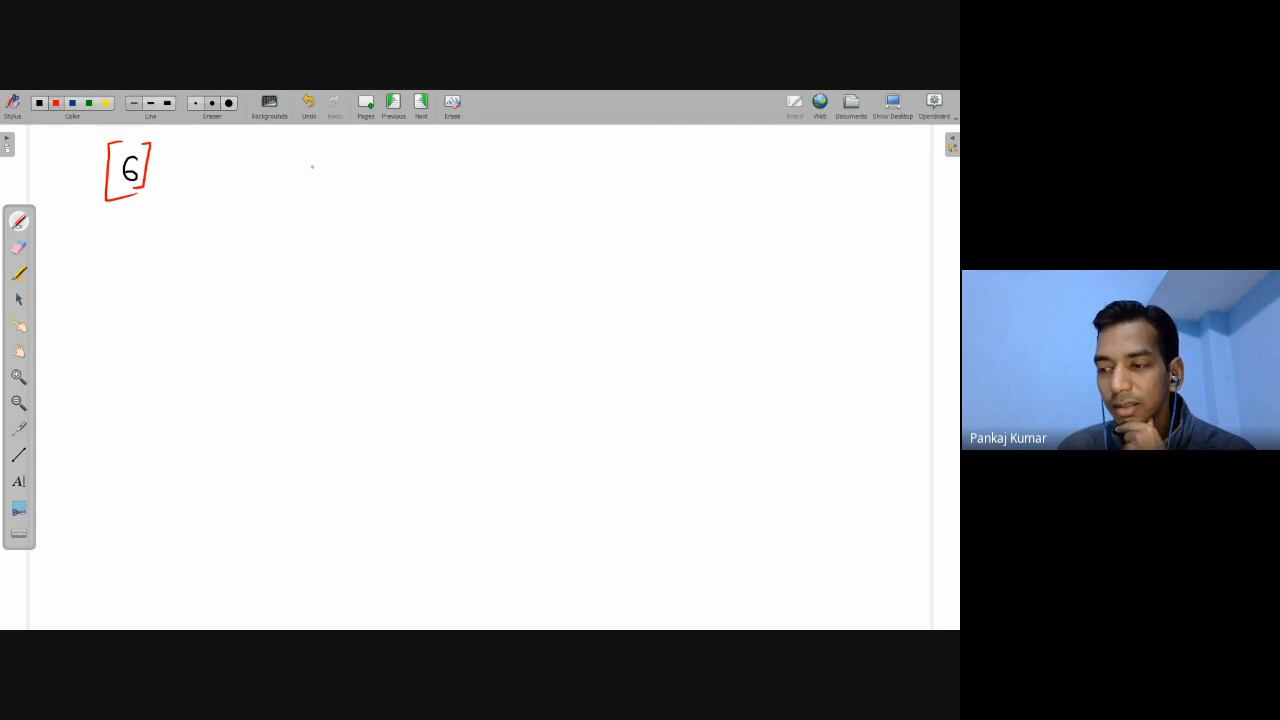 Stylus Color Line Eraser Backgrounds Undo Redo Pages Previous Next Erase Board Web Documents Show Desktop OpenBoard
[6]
AI
Pankaj Kumar